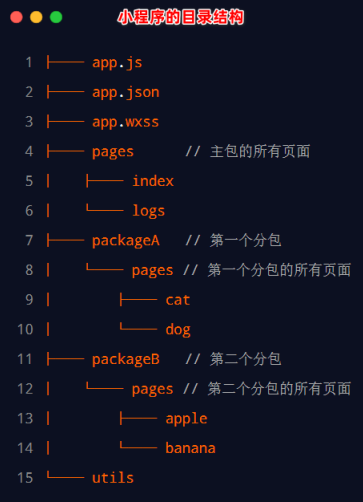 小程序的目录结构
1 ├── app.js
2 ├── app.json
3 ├── app.wxss
4 ├── pages // 主包的所有页面
5 │ ├── index
6 │ └── logs
7 ├── packageA // 第一个分包
8 │ └── pages // 第一个分包的所有页面
9 │ ├── cat
10 │ └── dog
11 ├── packageB // 第二个分包
12 │ └── pages // 第二个分包的所有页面
13 │ ├── apple
14 │ └── banana
15 └── utils